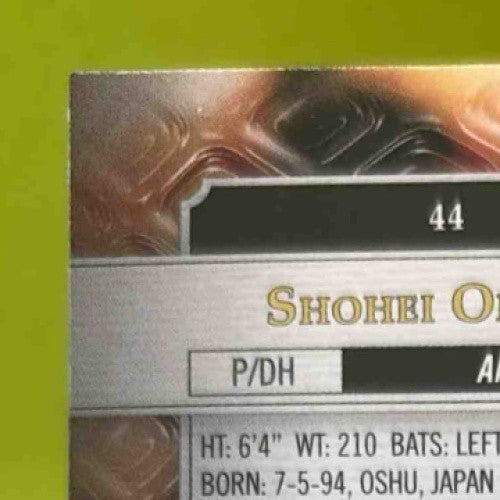 44
SHOHEI
P/DH
HT: 6'4" WT: 210 BATS: LEFT
BORN: 7-5-94, OSHU, JAPAN